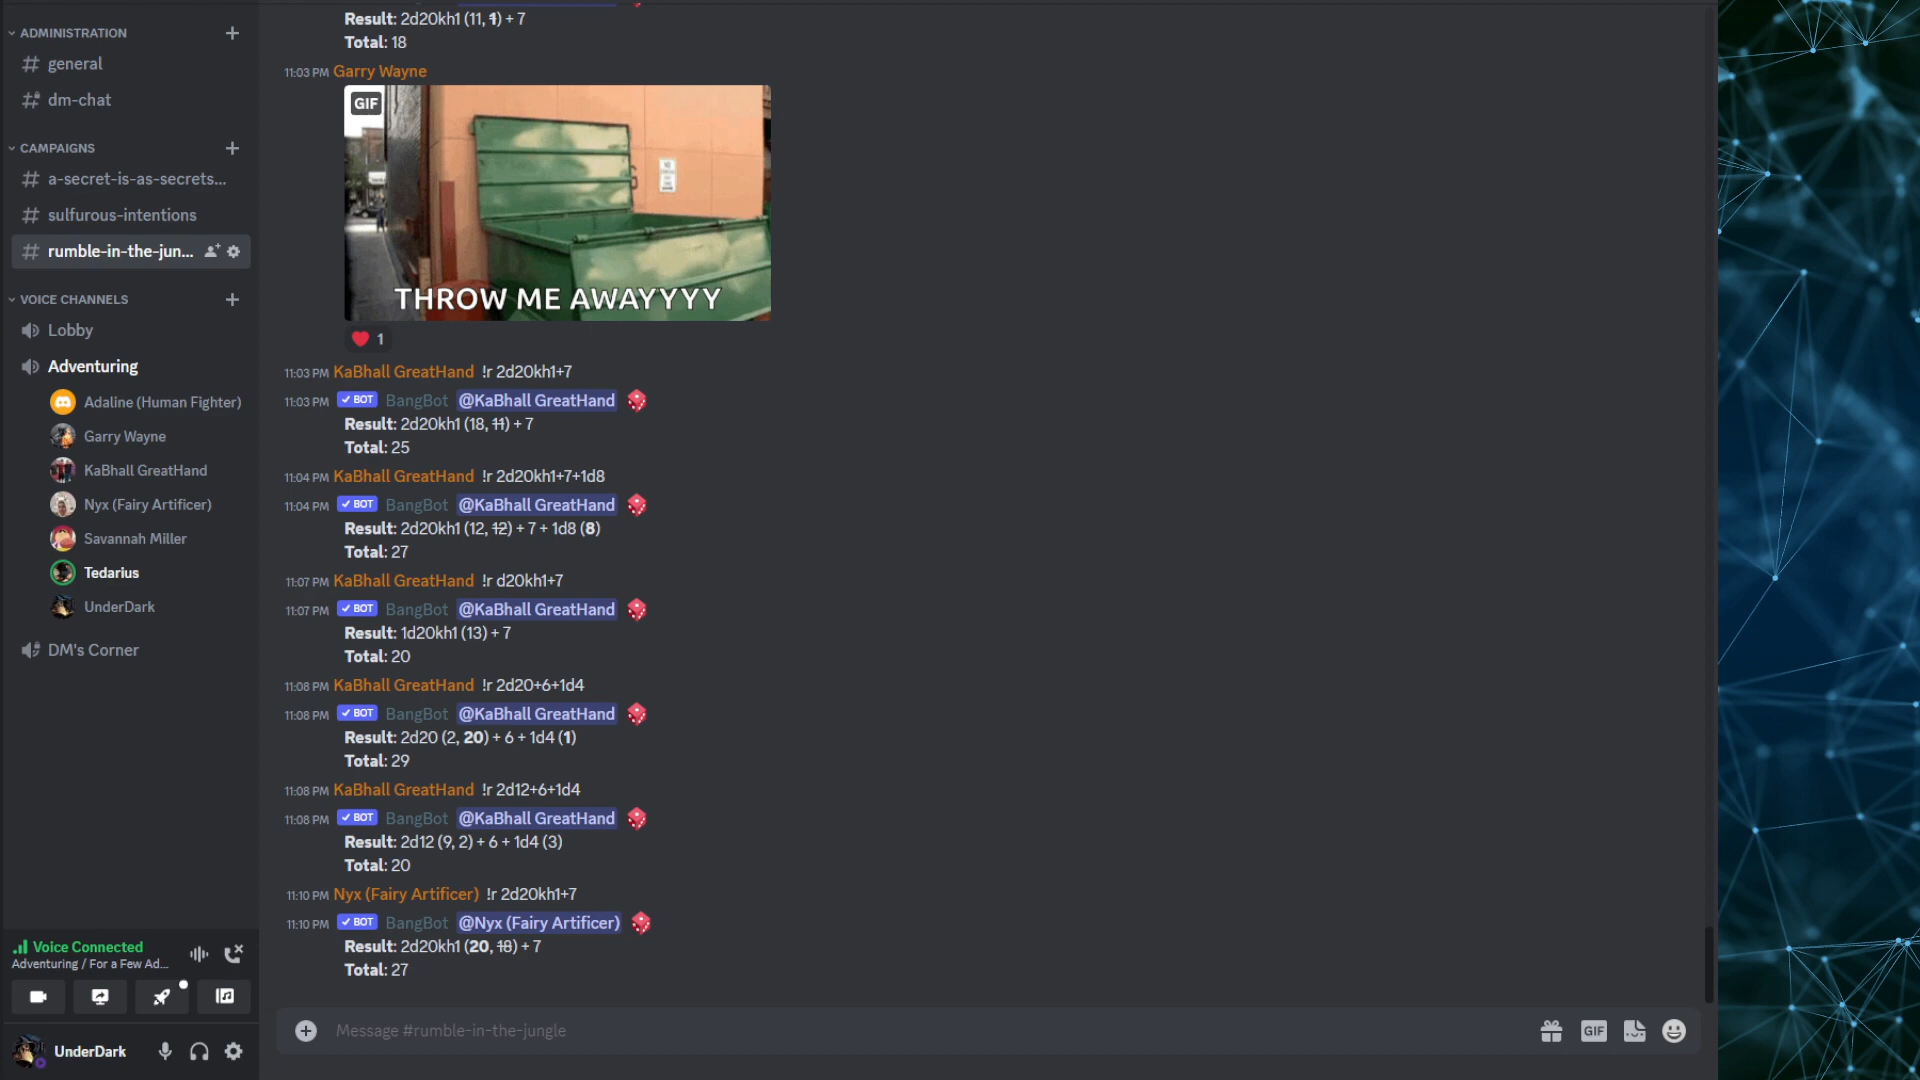 ADMINISTRATION
general
dm-chat
CAMPAIGNS
a-secret-is-as-secrets...
sulfurous-intentions
rumble-in-the-jun...
VOICE CHANNELS
Lobby
Adventuring
Adaline (Human Fighter)
Garry Wayne
KaBhall GreatHand
Nyx (Fairy Artificer)
Savannah Miller
Tedarius
UnderDark
DM's Corner
Voice Connected
Adventuring / For a Few Ad...
UnderDark
Result: 2d20kh1 (11, 1) + 7
Total: 18
11:03 PM Garry Wayne
GIF
THROW ME AWAYYYY
1
11:03 PM KaBhall GreatHand !r 2d20kh1+7
11:03 PM BOT BangBot @KaBhall GreatHand
Result: 2d20kh1 (18, 11) + 7
Total: 25
11:04 PM KaBhall GreatHand !r 2d20kh1+7+1d8
11:04 PM BOT BangBot @KaBhall GreatHand
Result: 2d20kh1 (12, 12) + 7 + 1d8 (8)
Total: 27
11:07 PM KaBhall GreatHand !r d20kh1+7
11:07 PM BOT BangBot @KaBhall GreatHand
Result: 1d20kh1 (13) + 7
Total: 20
11:08 PM KaBhall GreatHand !r 2d20+6+1d4
11:08 PM BOT BangBot @KaBhall GreatHand
Result: 2d20 (2, 20) + 6 + 1d4 (1)
Total: 29
11:08 PM KaBhall GreatHand !r 2d12+6+1d4
11:08 PM BOT BangBot @KaBhall GreatHand
Result: 2d12 (9, 2) + 6 + 1d4 (3)
Total: 20
11:10 PM Nyx (Fairy Artificer) !r 2d20kh1+7
11:10 PM BOT BangBot @Nyx (Fairy Artificer)
Result: 2d20kh1 (20, 18) + 7
Total: 27
Message #rumble-in-the-jungle
GIF